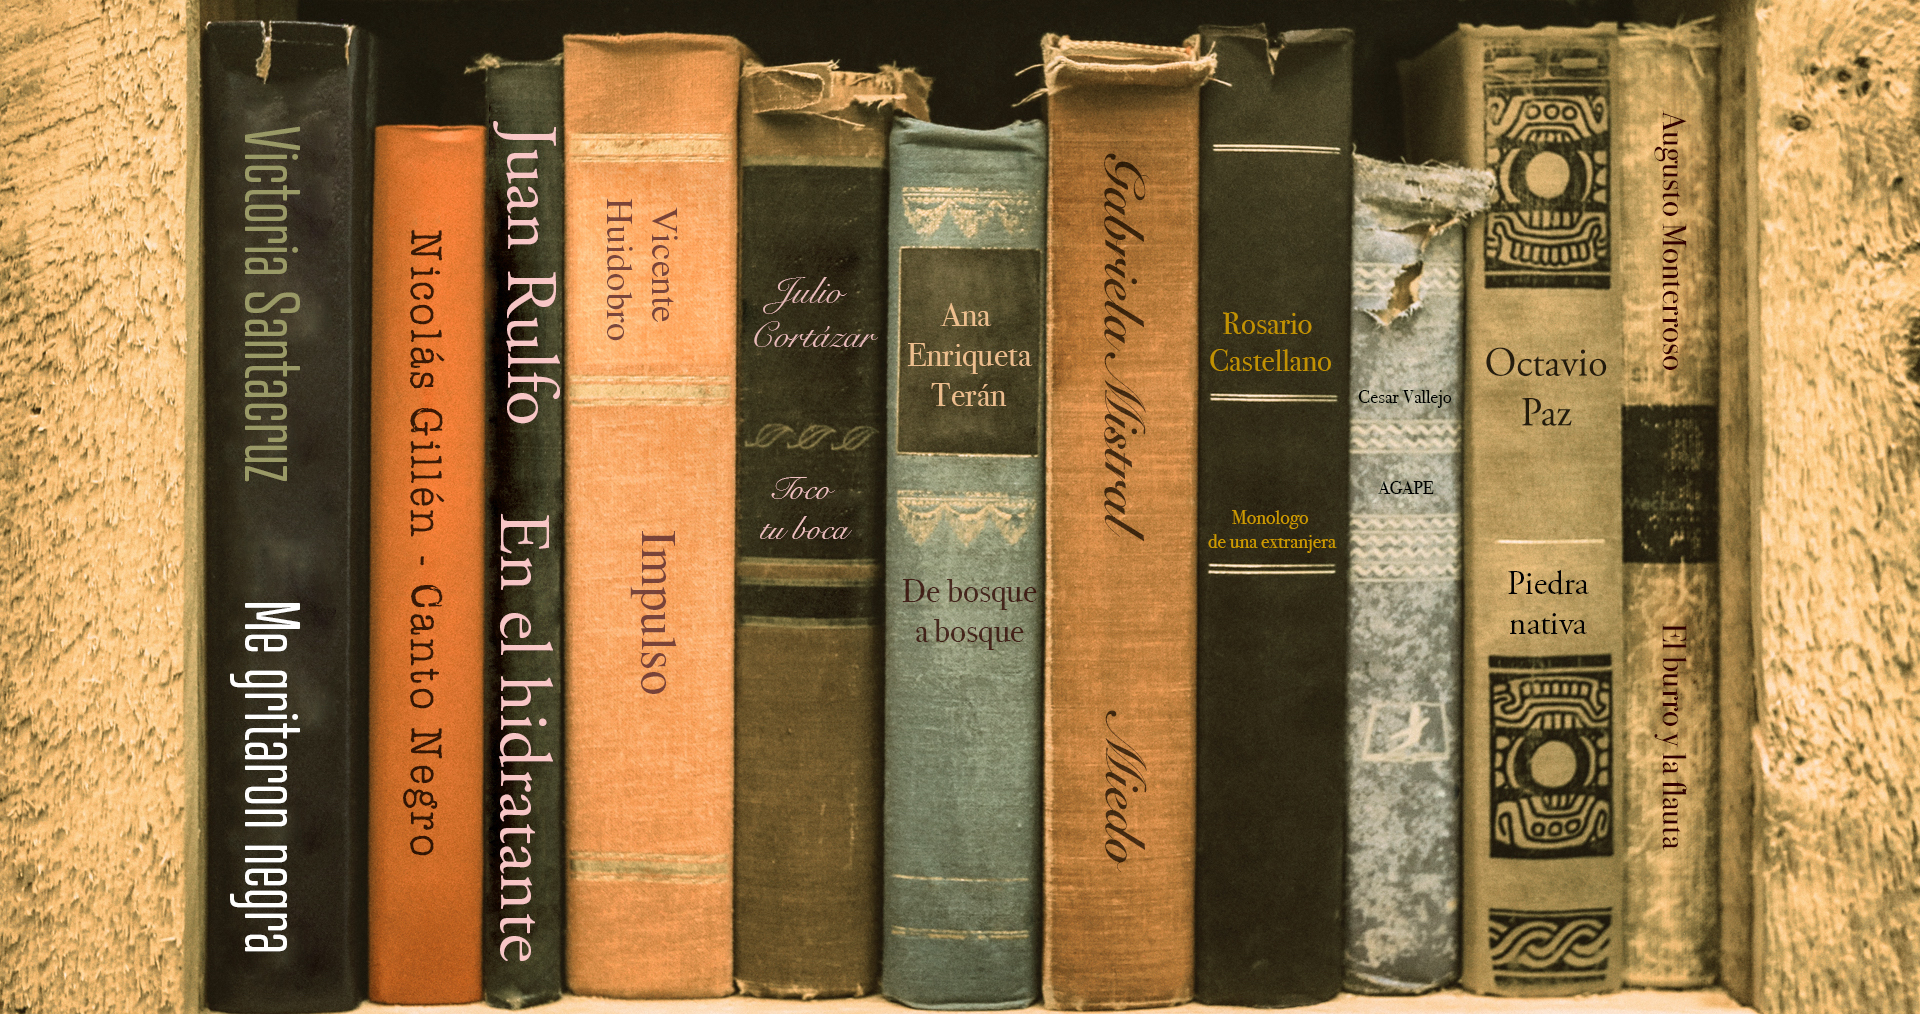 Victoria Santacruz
Me gritaron negra
Nicolás Gillén - Canto Negro
Juan Rulfo
En el hidratante
Vicente
Huidobro
Impulso
Julio
Cortázar
Toco
tu boca
Ana
Enriqueta
Terán
De bosque
a bosque
Gabriela Mistral
Miedo
Rosario
Castellano
Monologo
de una extranjera
Cesar Vallejo
AGAPE
Octavio
Paz
Piedra
nativa
Augusto Monterroso
El burro y la flauta